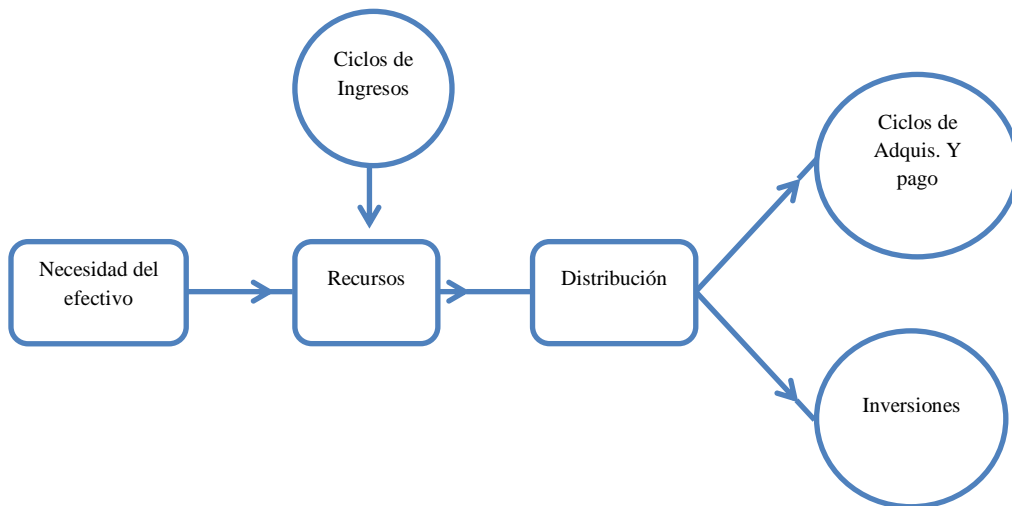 Ciclos de
Ingresos
Ciclos de
Adquis. Y
pago
Necesidad del
efectivo
Recursos
Distribución
Inversiones